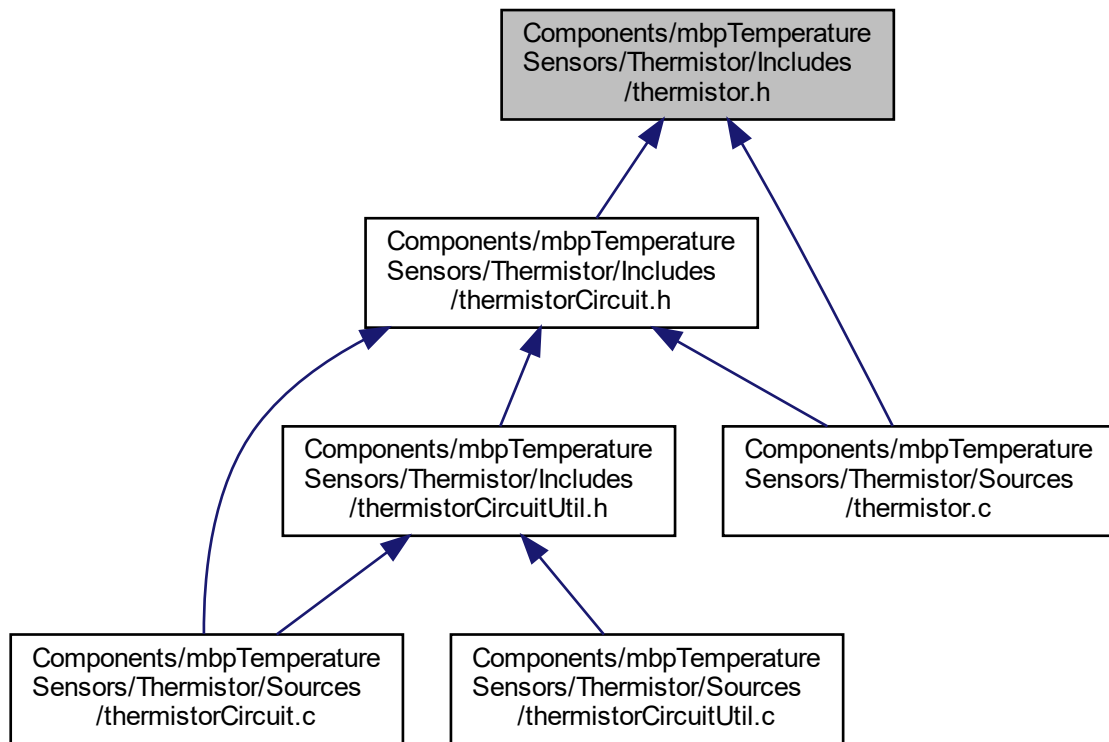 Components/mbpTemperature
Sensors/Thermistor/Includes
/thermistor.h
Components/mbpTemperature
Sensors/Thermistor/Includes
/thermistorCircuit.h
Components/mbpTemperature
Sensors/Thermistor/Includes
/thermistorCircuitUtil.h
Components/mbpTemperature
Sensors/Thermistor/Sources
/thermistor.c
Components/mbpTemperature
Sensors/Thermistor/Sources
/thermistorCircuit.c
Components/mbpTemperature
Sensors/Thermistor/Sources
/thermistorCircuitUtil.c